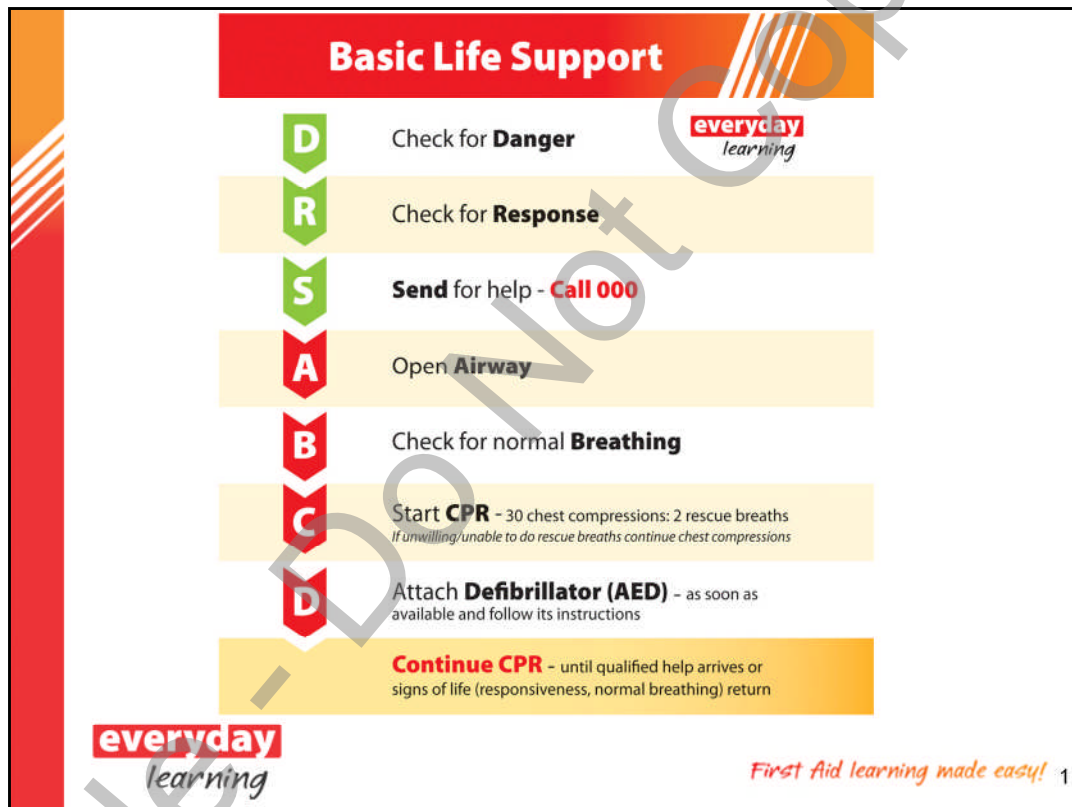 Basic Life Support
everyday
learning
D
Check for Danger
R
Check for Response
S
Send for help - Call 000
A
Open Airway
B
Check for normal Breathing
C
Start CPR - 30 chest compressions: 2 rescue breaths
If unwilling/unable to do rescue breaths continue chest compressions
D
Attach Defibrillator (AED) - as soon as
available and follow its instructions
Continue CPR - until qualified help arrives or
signs of life (responsiveness, normal breathing) return
everyday
learning
First Aid learning made easy! 1
- Do Not